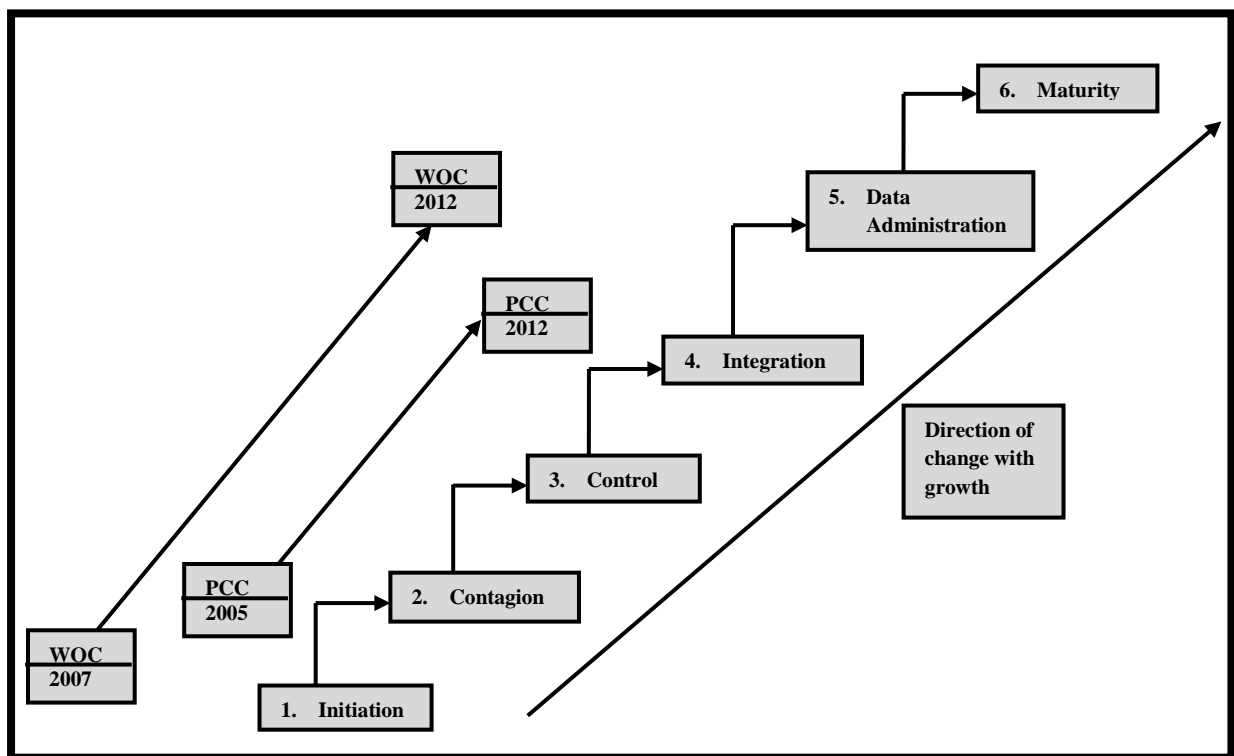 6. Maturity
WOC
2012
5. Data
Administration
PCC
2012
4. Integration
Direction of
change with
growth
3. Control
PCC
2005
2. Contagion
WOC
2007
1. Initiation